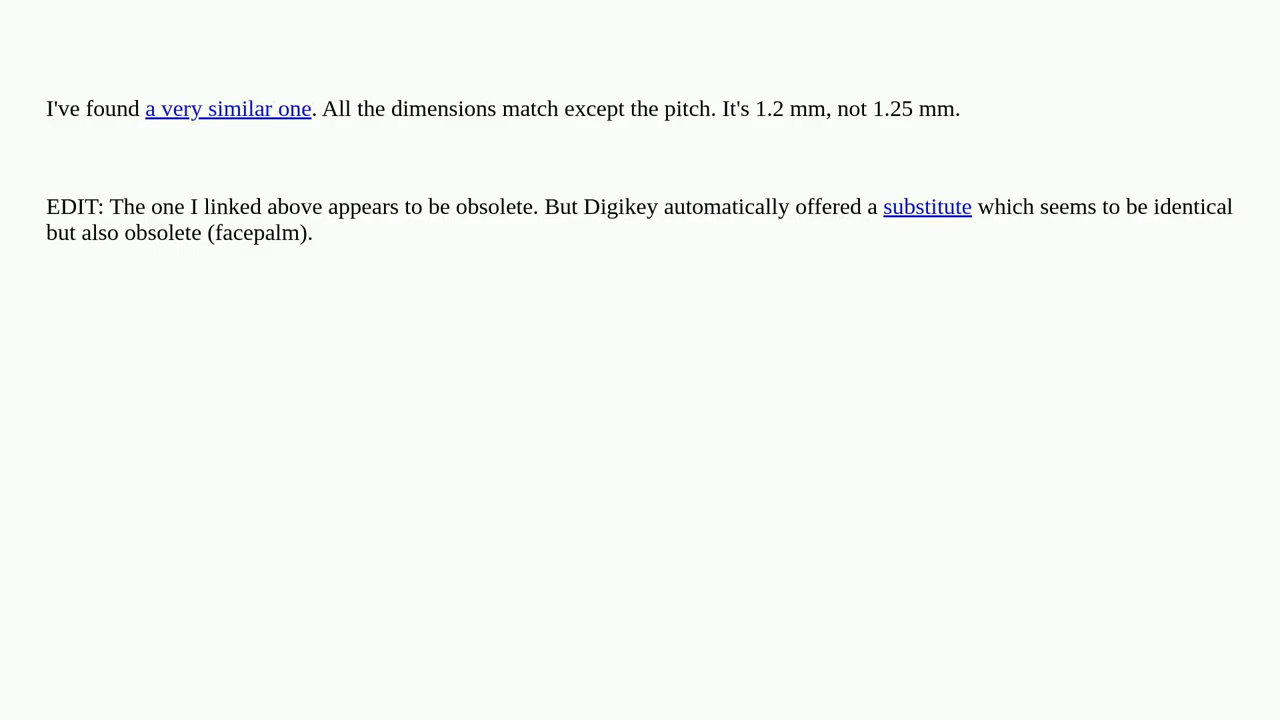 I've found a very similar one. All the dimensions match except the pitch. It's 1.2 mm, not 1.25 mm.
EDIT: The one I linked above appears to be obsolete. But Digikey automatically offered a substitute which seems to be identical
but also obsolete (facepalm).